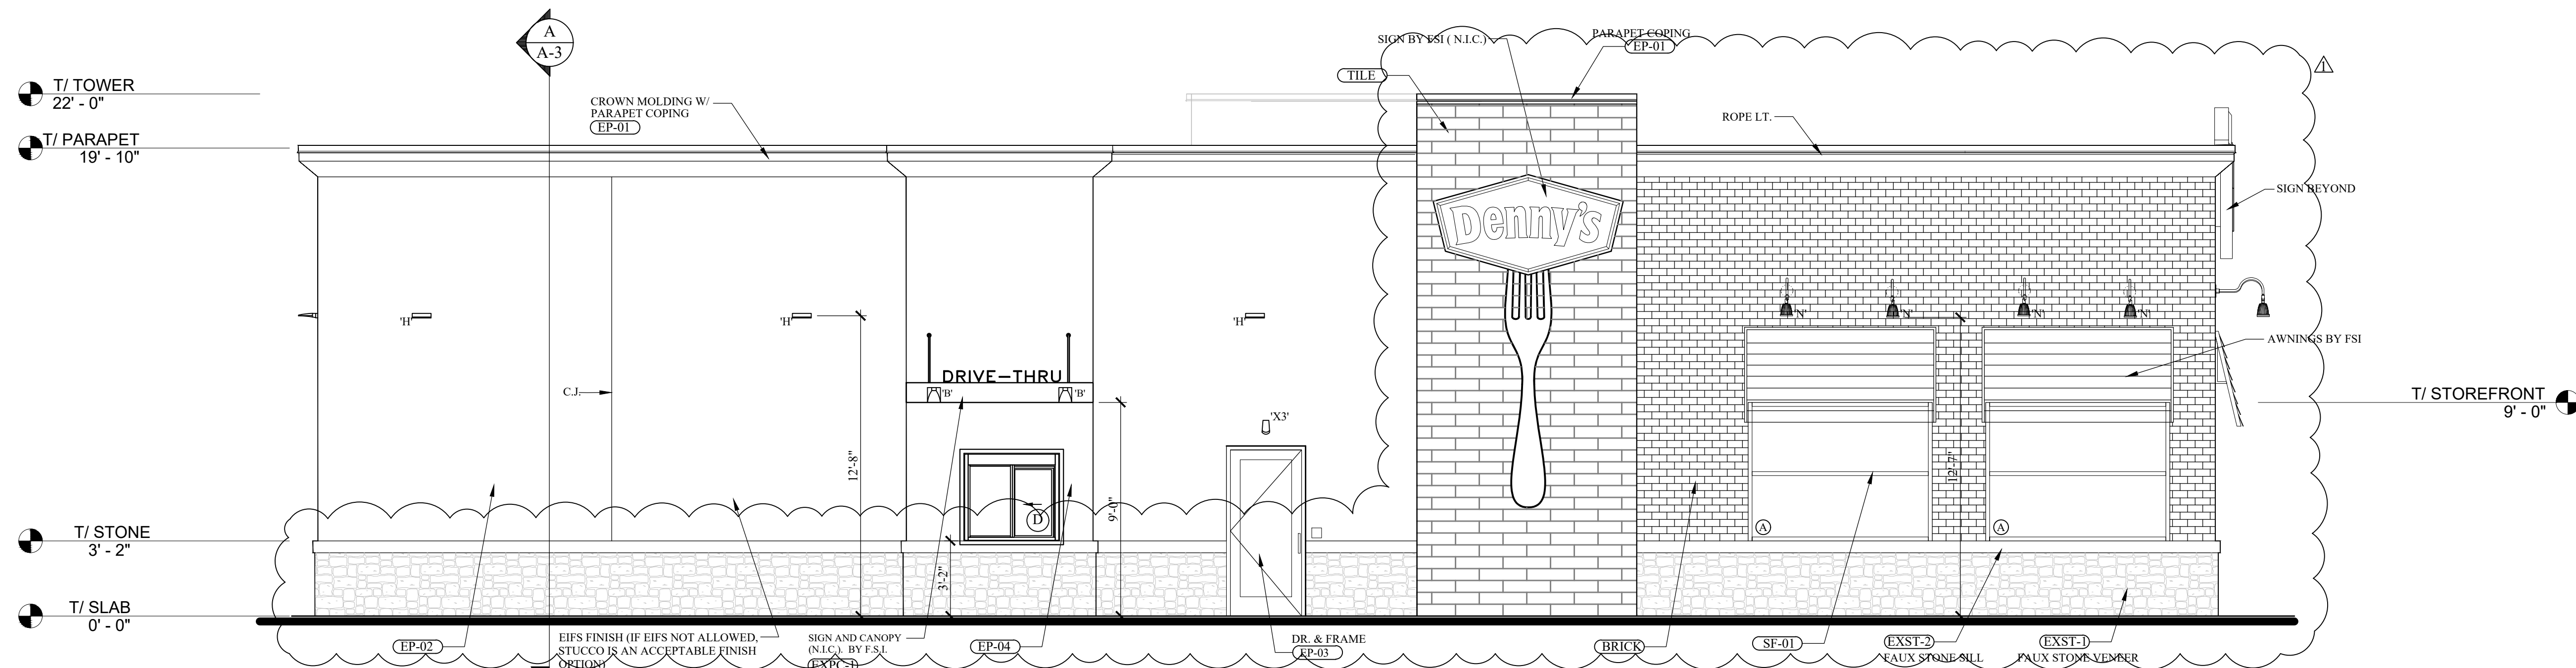 A
A-3
SIGN BY FSI ( N.I.C.)
PARAPET COPING
EP-01
1
TILE
T/ TOWER
22' - 0"
CROWN MOLDING W/
PARAPET COPING
EP-01
ROPE LT.
T/ PARAPET
19' - 10"
SIGN BEYOND
Denny's
'H'
'H'
'H'
'N'
'N'
'N'
'N'
AWNINGS BY FSI
DRIVE-THRU
'B'
'B'
C.J.
T/ STOREFRONT
9' - 0"
'X3'
12'-8"
12'-7"
9'-0"
D
A
A
T/ STONE
3' - 2"
3'-2"
T/ SLAB
0' - 0"
EP-02
EIFS FINISH (IF EIFS NOT ALLOWED,
STUCCO IS AN ACCEPTABLE FINISH
OPTION)
SIGN AND CANOPY
(N.I.C.). BY F.S.I.
EXPC-1
EP-04
DR. & FRAME
EP-03
BRICK
SF-01
EXST-2
FAUX STONE SILL
EXST-1
FAUX STONE VENEER